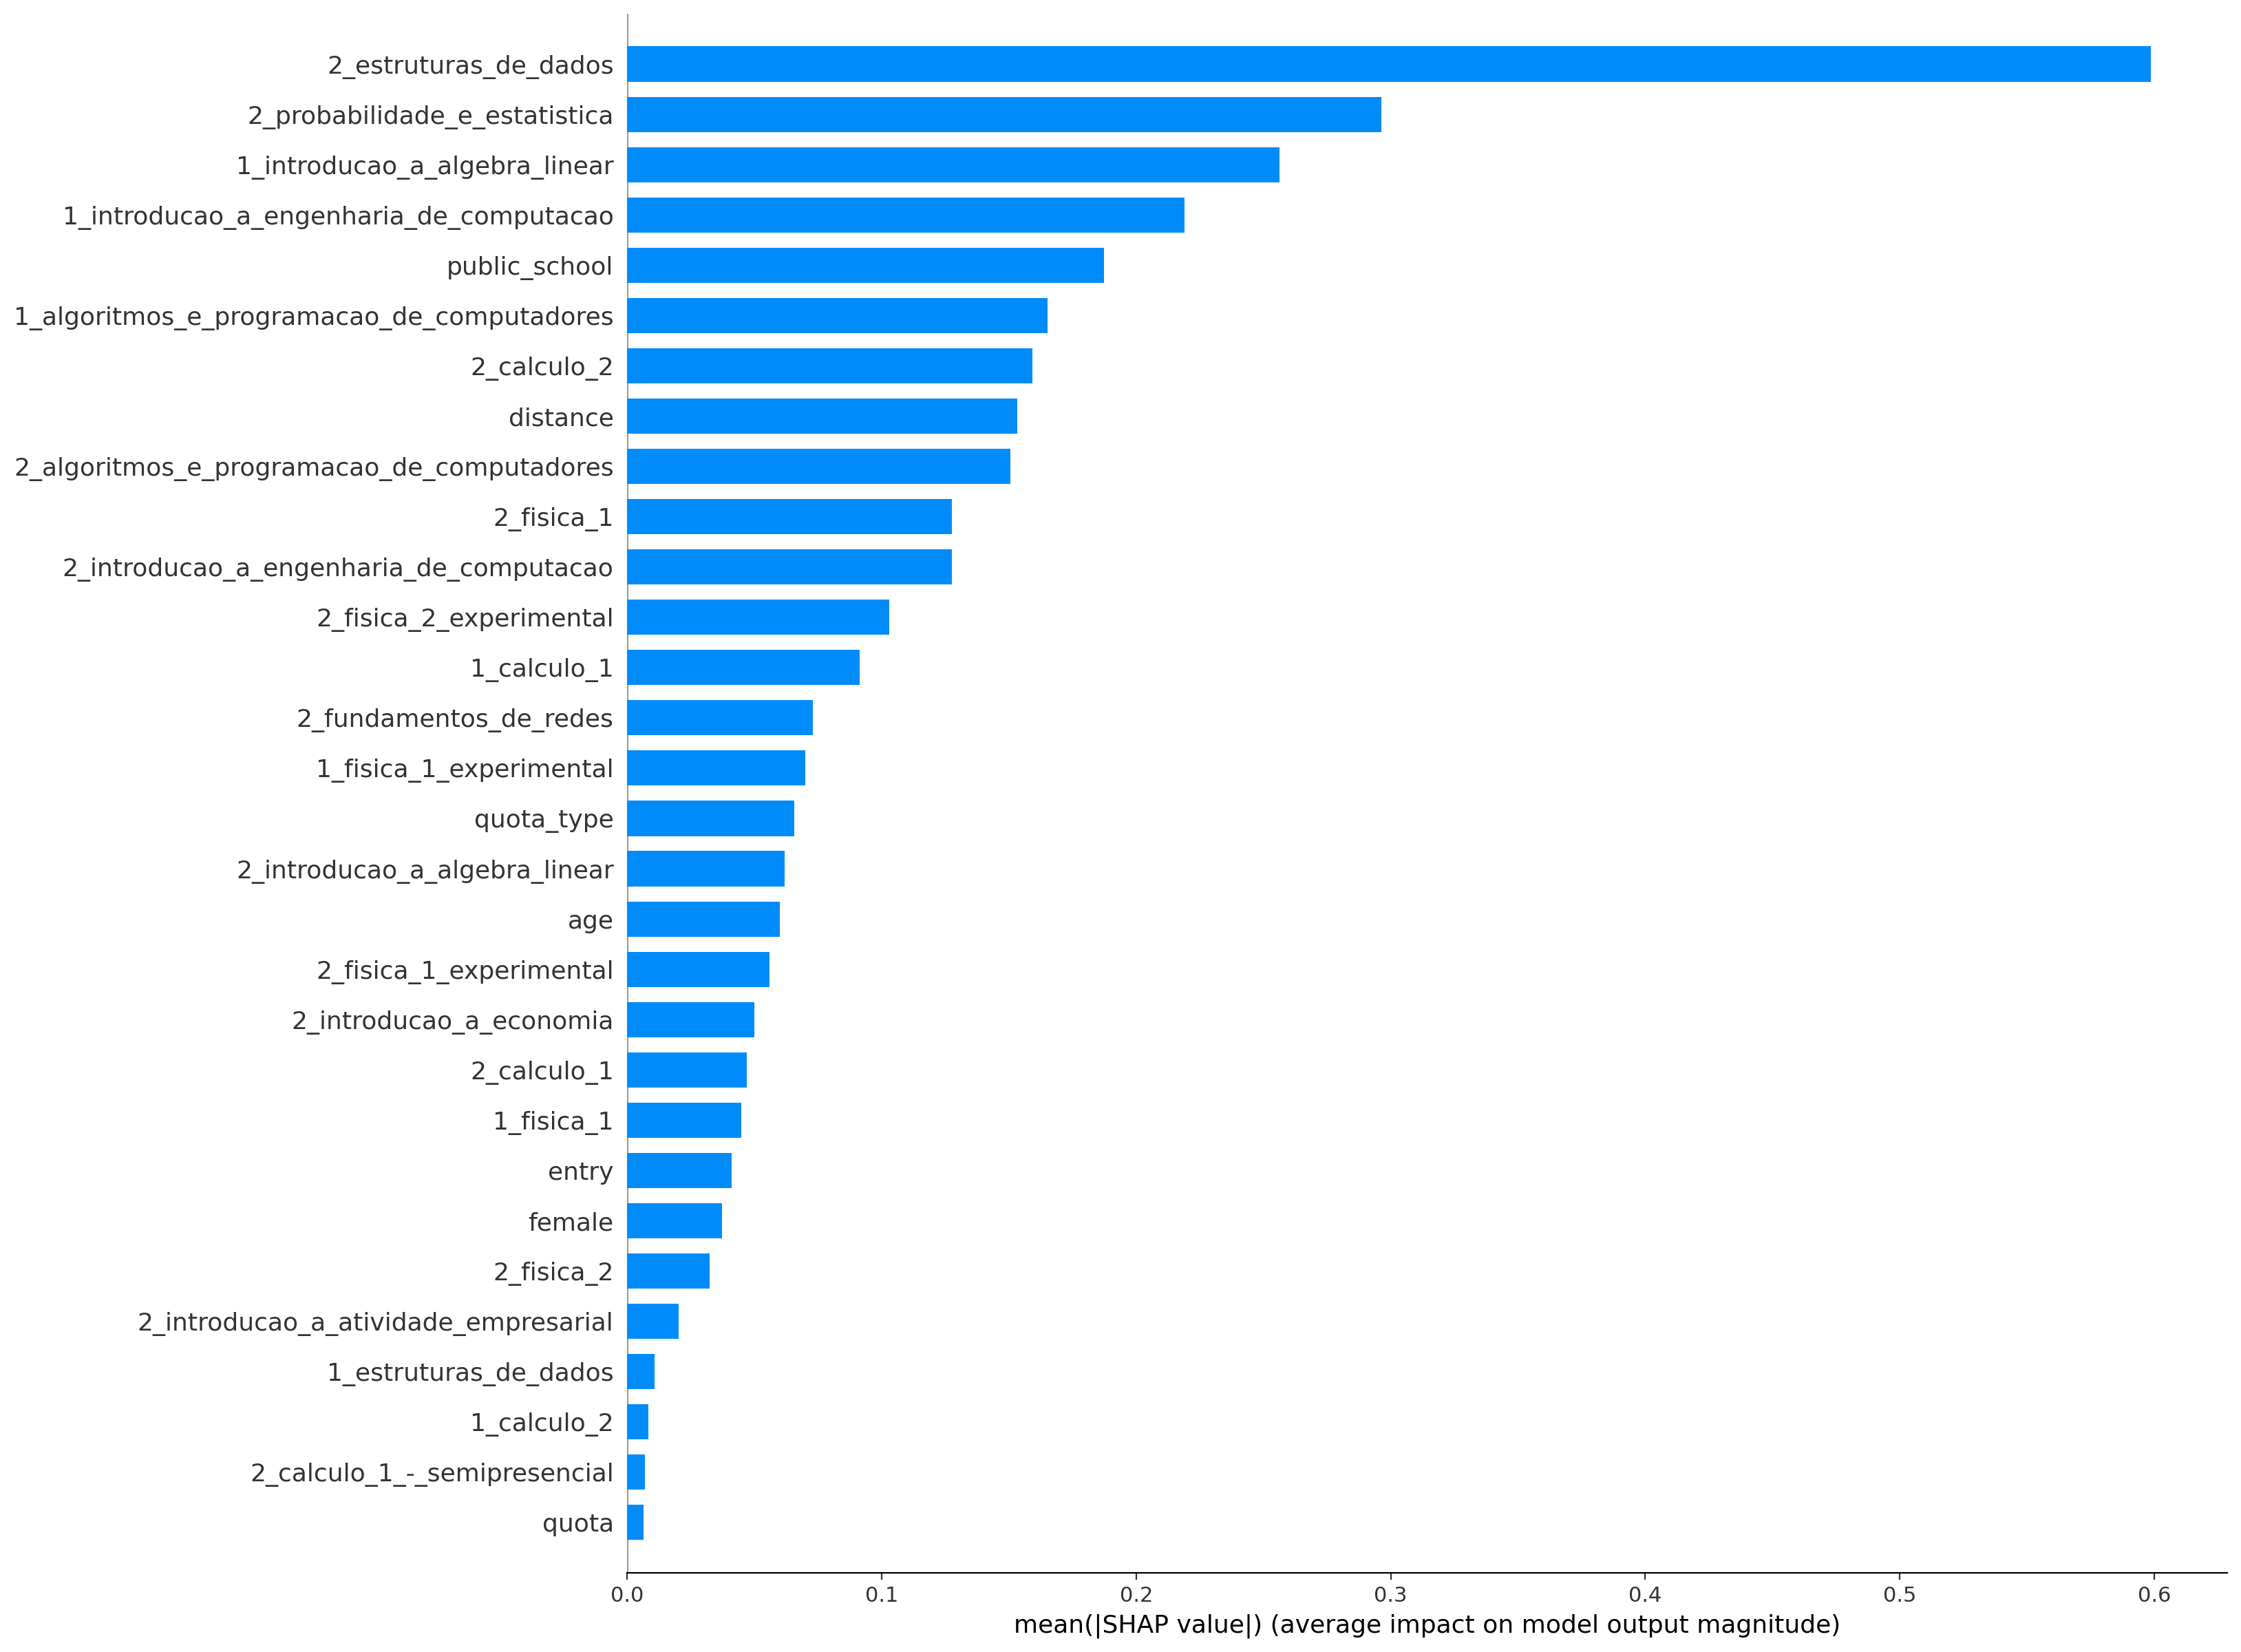 2_estruturas_de_dados
2_probabilidade_e_estatistica
1_introducao_a_algebra_linear
1_introducao_a_engenharia_de_computacao
public_school
1_algoritmos_e_programacao_de_computadores
2_calculo_2
distance
2_algoritmos_e_programacao_de_computadores
2_fisica_1
2_introducao_a_engenharia_de_computacao
2_fisica_2_experimental
1_calculo_1
2_fundamentos_de_redes
1_fisica_1_experimental
quota_type
2_introducao_a_algebra_linear
age
2_fisica_1_experimental
2_introducao_a_economia
2_calculo_1
1_fisica_1
entry
female
2_fisica_2
2_introducao_a_atividade_empresarial
1_estruturas_de_dados
1_calculo_2
2_calculo_1_-_semipresencial
quota
0.0 0.1 0.2 0.3 0.4 0.5 0.6
mean(|SHAP value|) (average impact on model output magnitude)